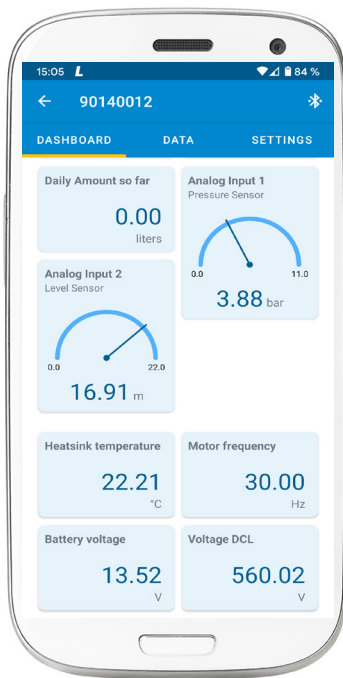 15:05 L 84 %
90140012
DASHBOARD DATA SETTINGS
Daily Amount so far
0.00
liters
Analog Input 1
Pressure Sensor
0.0 11.0
3.88 bar
Analog Input 2
Level Sensor
0.0 22.0
16.91 m
Heatsink temperature
22.21
°C
Motor frequency
30.00
Hz
Battery voltage
13.52
V
Voltage DCL
560.02
V